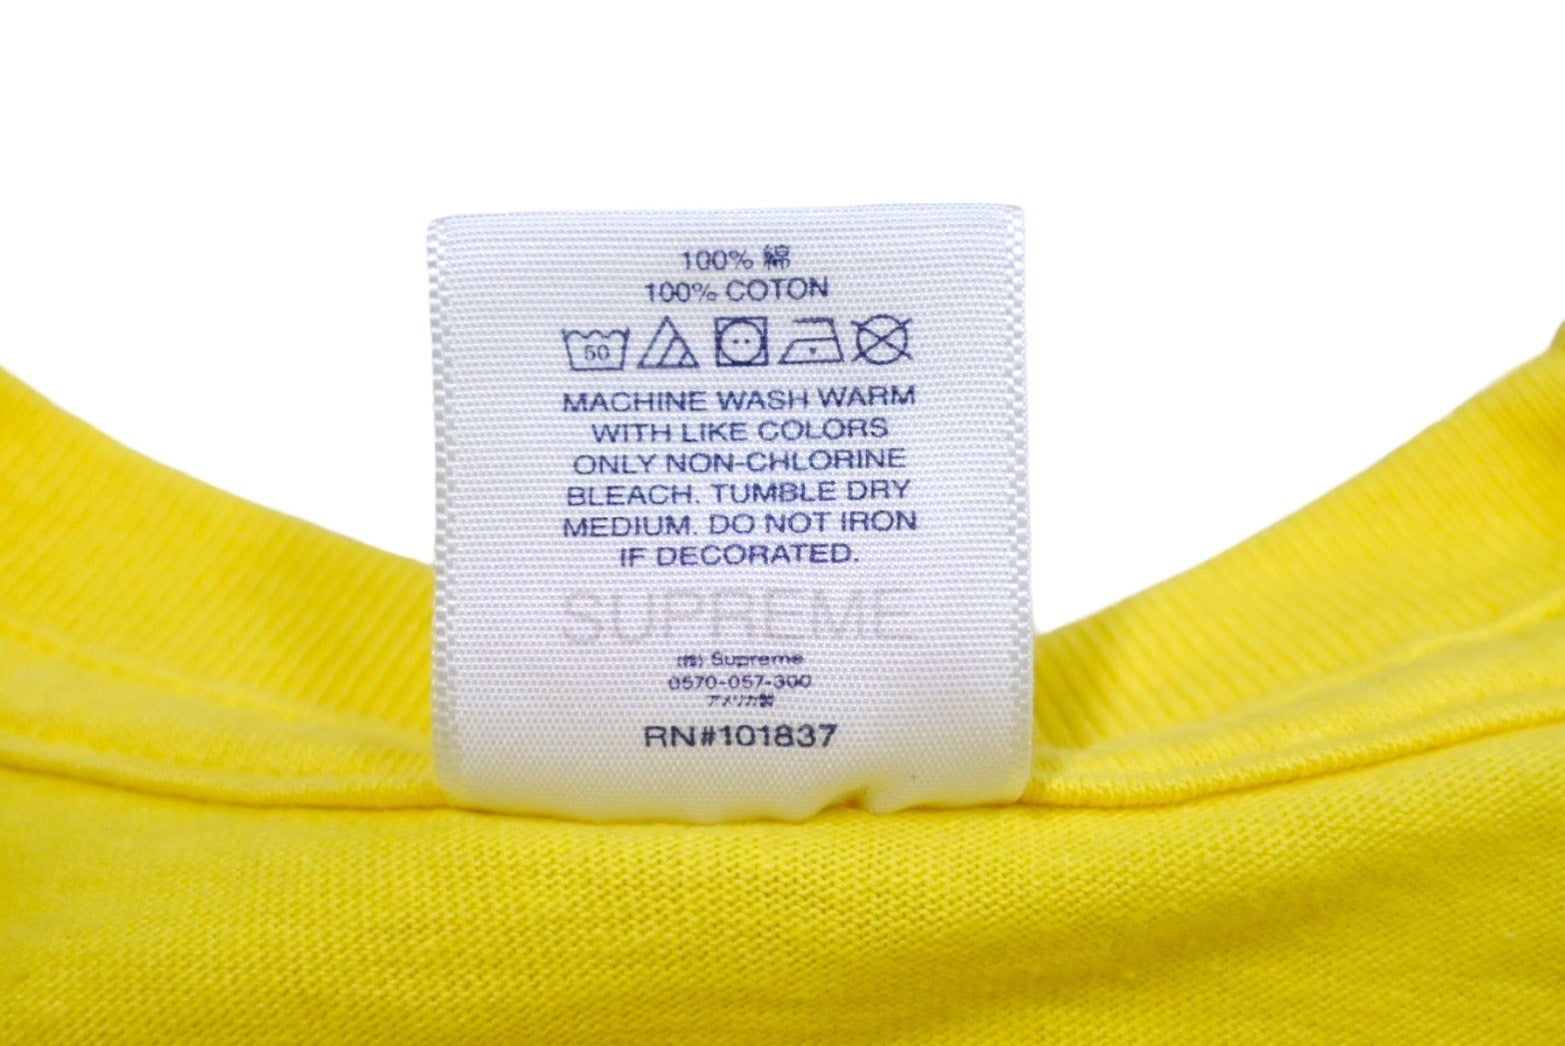 100% 綿
100% COTON
50
MACHINE WASH WARM
WITH LIKE COLORS
ONLY NON-CHLORINE
BLEACH. TUMBLE DRY
MEDIUM. DO NOT IRON
IF DECORATED.
SUPREME
(株) Supreme
0570-057-300
アメリカ製
RN#101837